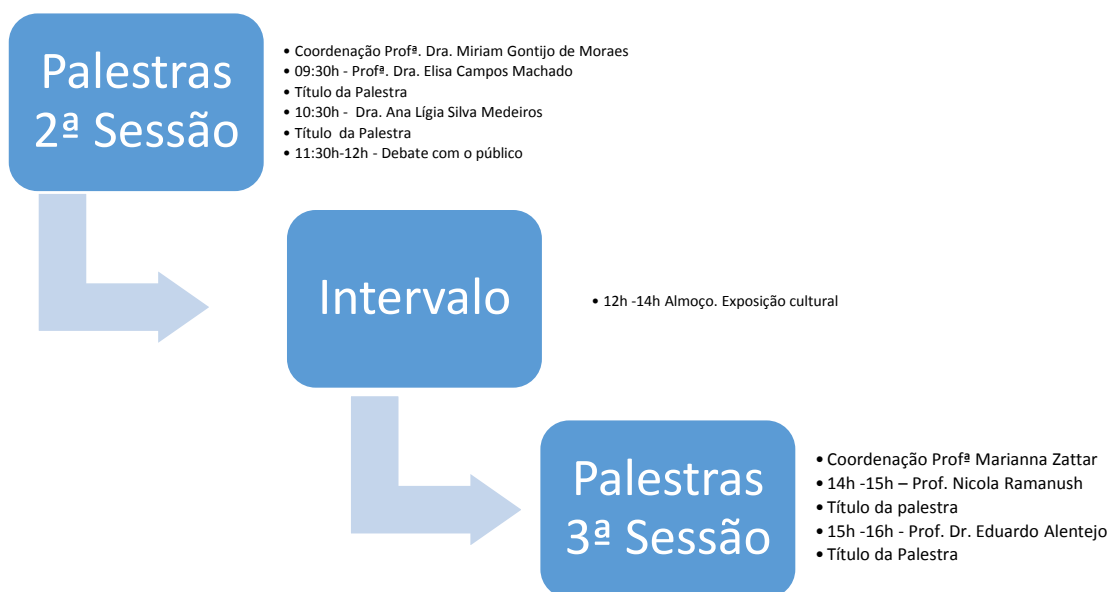 Palestras
2ª Sessão
• Coordenação Profª. Dra. Miriam Gontijo de Moraes
• 09:30h - Profª. Dra. Elisa Campos Machado
• Título da Palestra
• 10:30h - Dra. Ana Lígia Silva Medeiros
• Título da Palestra
• 11:30h-12h - Debate com o público
Intervalo
• 12h -14h Almoço. Exposição cultural
Palestras
3ª Sessão
• Coordenação Profª Marianna Zattar
• 14h -15h – Prof. Nicola Ramanush
• Título da palestra
• 15h -16h - Prof. Dr. Eduardo Alentejo
• Título da Palestra